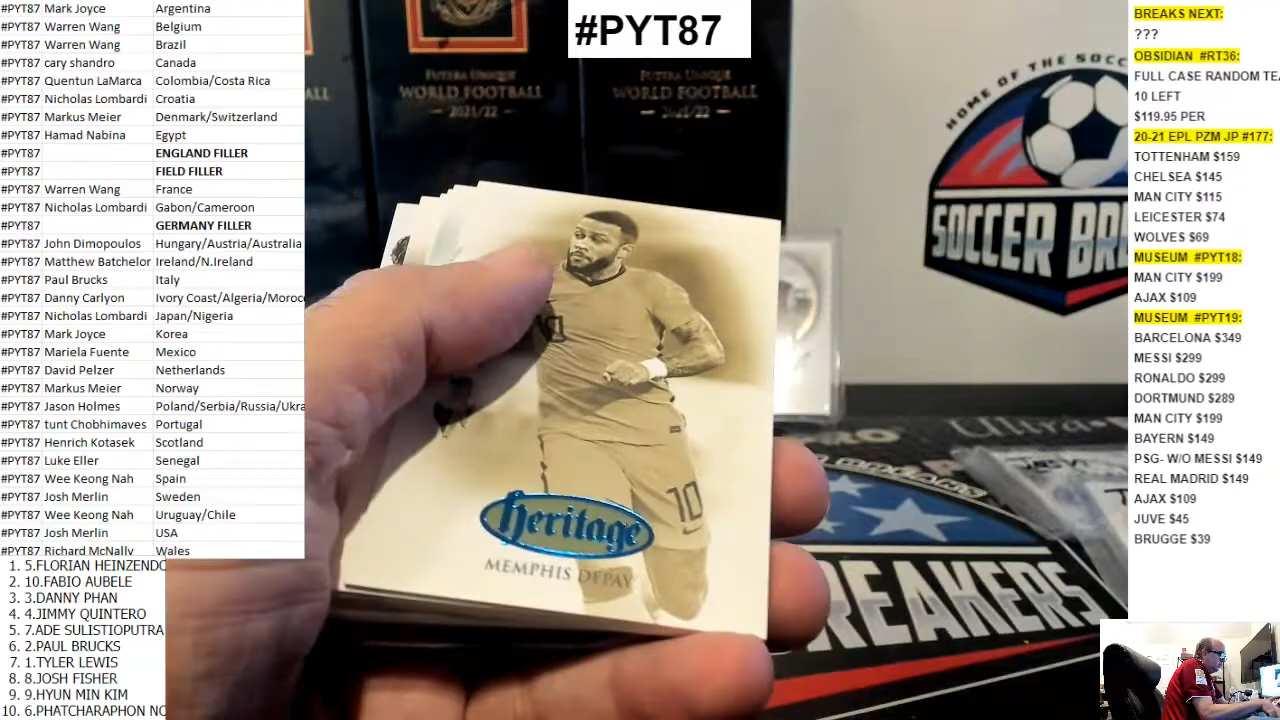 #PYT87 Mark Joyce Argentina
#PYT87 Warren Wang Belgium
#PYT87 Warren Wang Brazil
#PYT87 cary shandro Canada
#PYT87 Quentun LaMarca Colombia/Costa Rica
#PYT87 Nicholas Lombardi Croatia
#PYT87 Markus Meier Denmark/Switzerland
#PYT87 Hamad Nabina Egypt
#PYT87 ENGLAND FILLER
#PYT87 FIELD FILLER
#PYT87 Warren Wang France
#PYT87 Nicholas Lombardi Gabon/Cameroon
#PYT87 GERMANY FILLER
#PYT87 John Dimopoulos Hungary/Austria/Australia
#PYT87 Matthew Batchelor Ireland/N.Ireland
#PYT87 Paul Brucks Italy
#PYT87 Danny Carlyon Ivory Coast/Algeria/Moroc
#PYT87 Nicholas Lombardi Japan/Nigeria
#PYT87 Mark Joyce Korea
#PYT87 Mariela Fuente Mexico
#PYT87 David Pelzer Netherlands
#PYT87 Markus Meier Norway
#PYT87 Jason Holmes Poland/Serbia/Russia/Ukra
#PYT87 tunt Chobhimaves Portugal
#PYT87 Henrich Kotasek Scotland
#PYT87 Luke Eller Senegal
#PYT87 Wee Keong Nah Spain
#PYT87 Josh Merlin Sweden
#PYT87 Wee Keong Nah Uruguay/Chile
#PYT87 Josh Merlin USA
#PYT87 Richard McNally Wales
1. 5.FLORIAN HEINZENDO
2. 10.FABIO AUBELE
3. 3.DANNY PHAN
4. 4.JIMMY QUINTERO
5. 7.ADE SULISTIOPUTRA
6. 2.PAUL BRUCKS
7. 1.TYLER LEWIS
8. 8.JOSH FISHER
9. 9.HYUN MIN KIM
10. 6.PHATCHARAPHON NO
#PYT87
FUTERA UNIQUE
WORLD FOOTBALL
2021/22
FUTERA UNIQUE
WORLD FOOTBALL
2021/22
HOME OF THE SOCC
SOCCER BR
10
heritage
MEMPHIS DEPAY
BREAKERS
BREAKS NEXT:
???
OBSIDIAN #RT36:
FULL CASE RANDOM TE
10 LEFT
$119.95 PER
20-21 EPL PZM JP #177:
TOTTENHAM $159
CHELSEA $145
MAN CITY $115
LEICESTER $74
WOLVES $69
MUSEUM #PYT18:
MAN CITY $199
AJAX $109
MUSEUM #PYT19:
BARCELONA $349
MESSI $299
RONALDO $299
DORTMUND $289
MAN CITY $199
BAYERN $149
PSG- W/O MESSI $149
REAL MADRID $149
AJAX $109
JUVE $45
BRUGGE $39